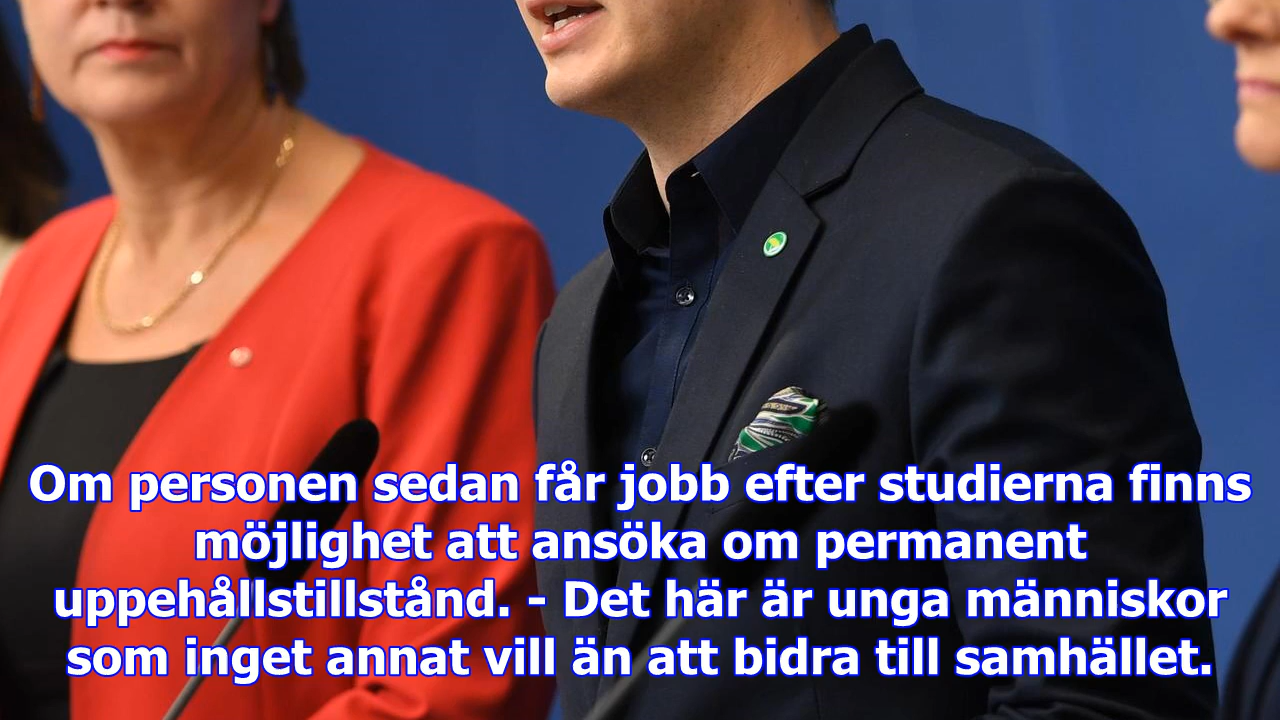 Om personen sedan får jobb efter studierna finns
möjlighet att ansöka om permanent
uppehållstillstånd. - Det här är unga människor
som inget annat vill än att bidra till samhället.